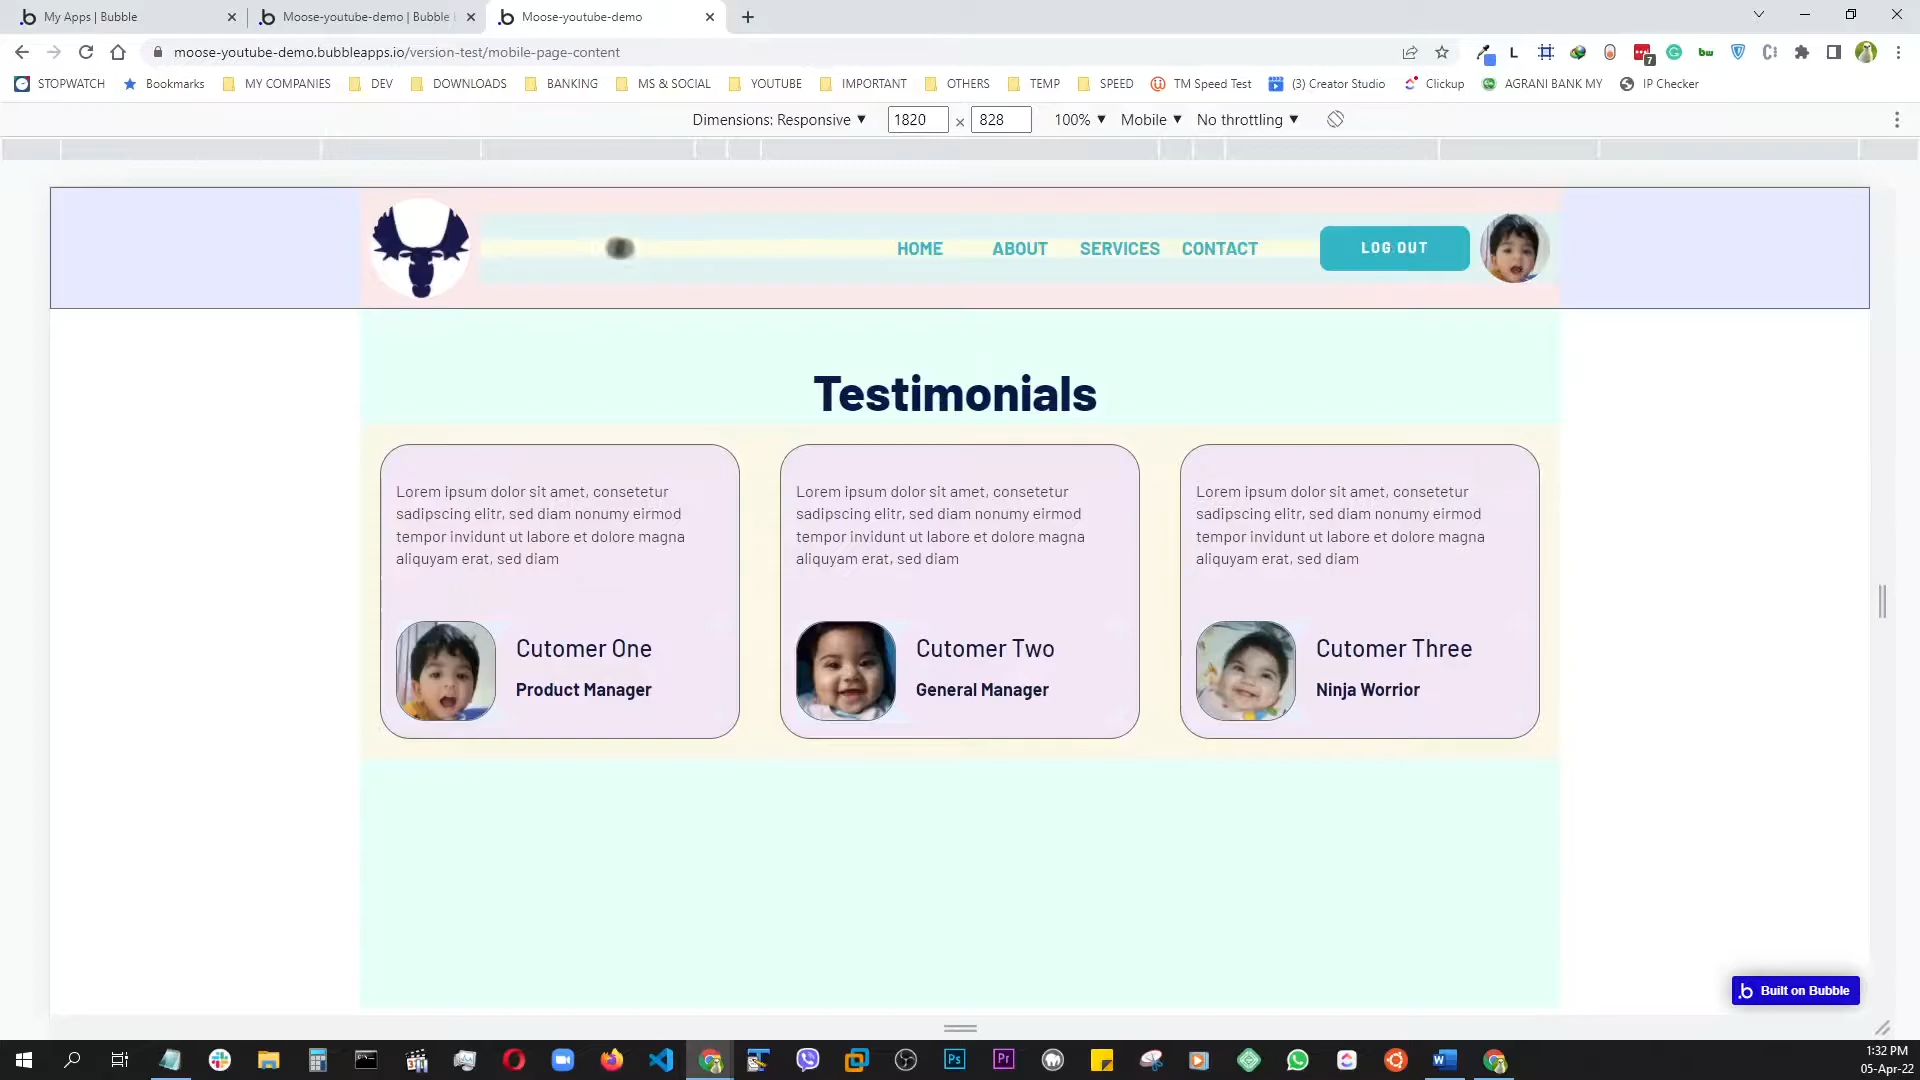 My Apps | Bubble
Moose-youtube-demo | Bubble
Moose-youtube-demo
moose-youtube-demo.bubbleapps.io/version-test/mobile-page-content
STOPWATCH Bookmarks MY COMPANIES DEV DOWNLOADS BANKING MS & SOCIAL YOUTUBE IMPORTANT OTHERS TEMP SPEED TM Speed Test (3) Creator Studio Clickup AGRANI BANK MY IP Checker
Dimensions: Responsive 1820 × 828 100% Mobile No throttling
HOME ABOUT SERVICES CONTACT LOG OUT
Testimonials
Lorem ipsum dolor sit amet, consetetur
sadipscing elitr, sed diam nonumy eirmod
tempor invidunt ut labore et dolore magna
aliquyam erat, sed diam
Cutomer One
Product Manager
Lorem ipsum dolor sit amet, consetetur
sadipscing elitr, sed diam nonumy eirmod
tempor invidunt ut labore et dolore magna
aliquyam erat, sed diam
Cutomer Two
General Manager
Lorem ipsum dolor sit amet, consetetur
sadipscing elitr, sed diam nonumy eirmod
tempor invidunt ut labore et dolore magna
aliquyam erat, sed diam
Cutomer Three
Ninja Worrior
Built on Bubble
1:32 PM
05-Apr-22